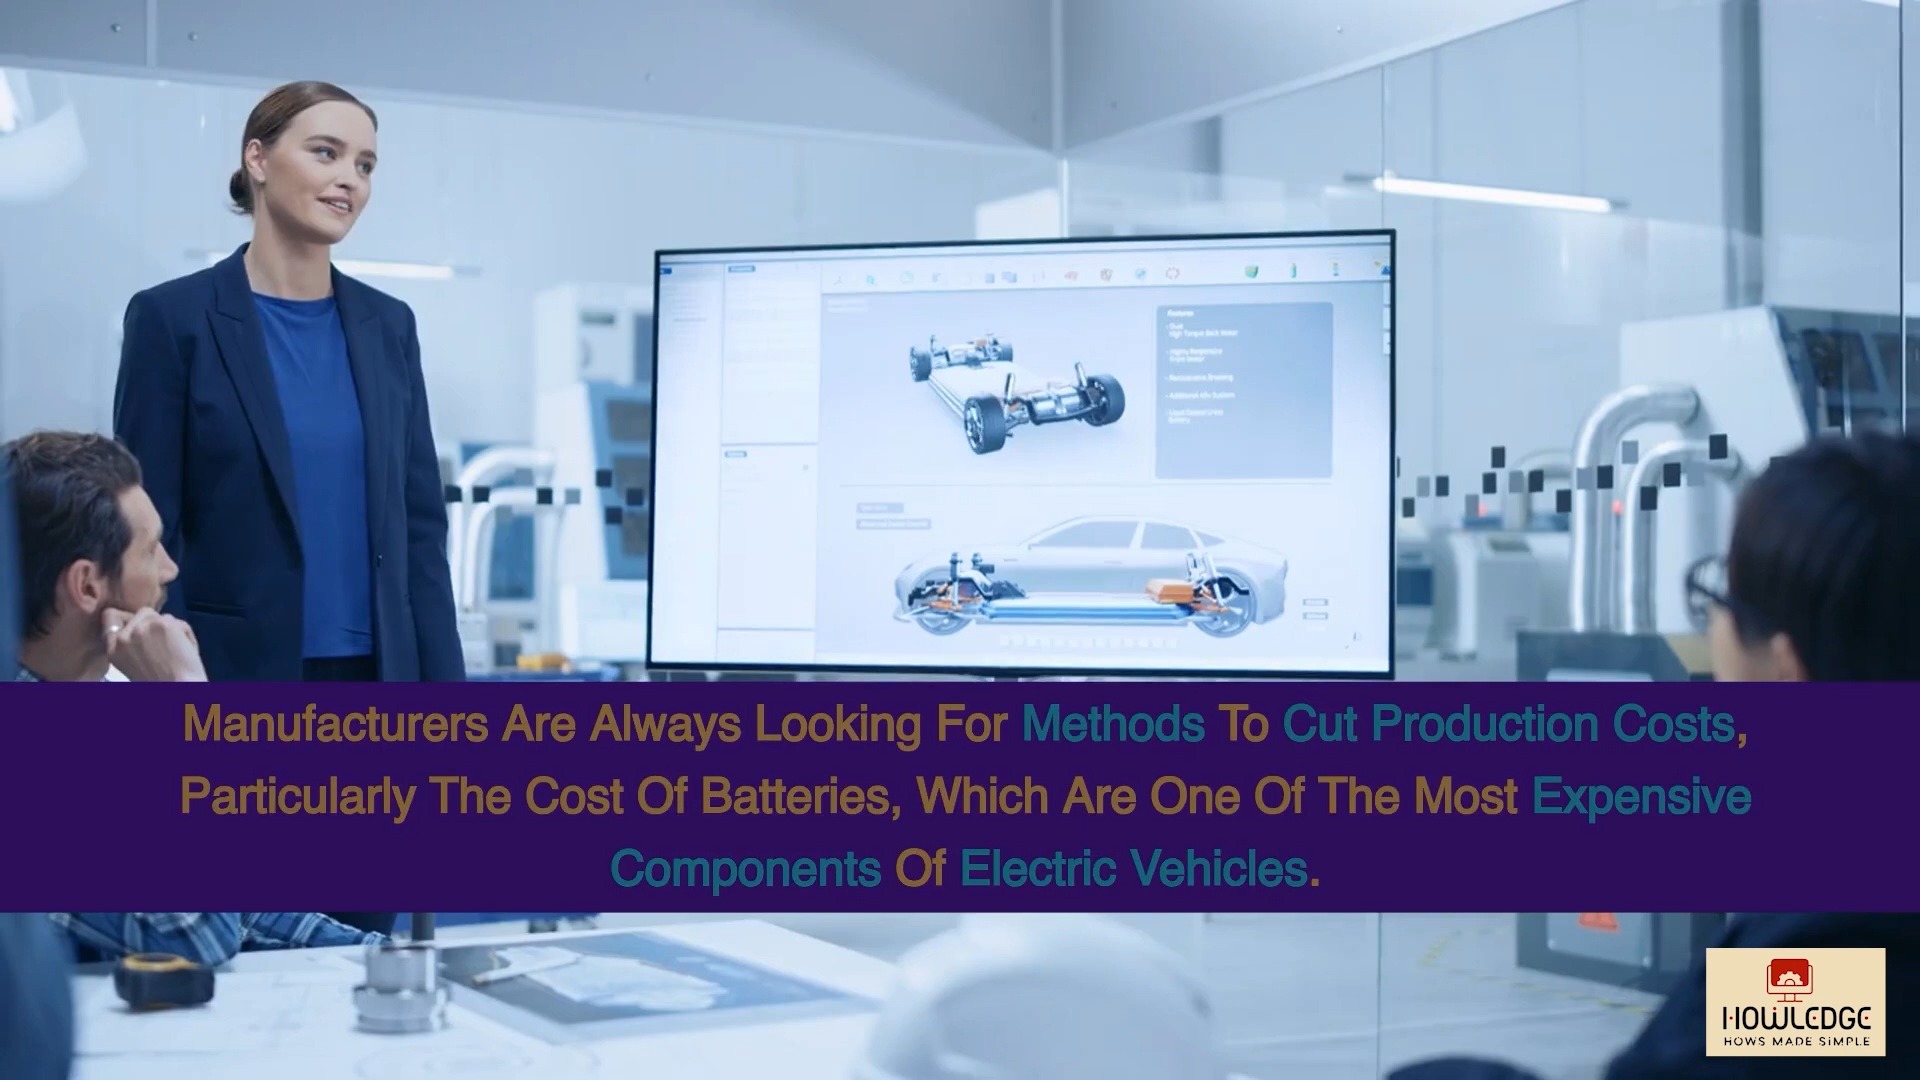 Features
Manufacturers Are Always Looking For Methods To Cut Production Costs,
Particularly The Cost Of Batteries, Which Are One Of The Most Expensive
Components Of Electric Vehicles.
HOWLEDGE
HOWS MADE SiMPLE